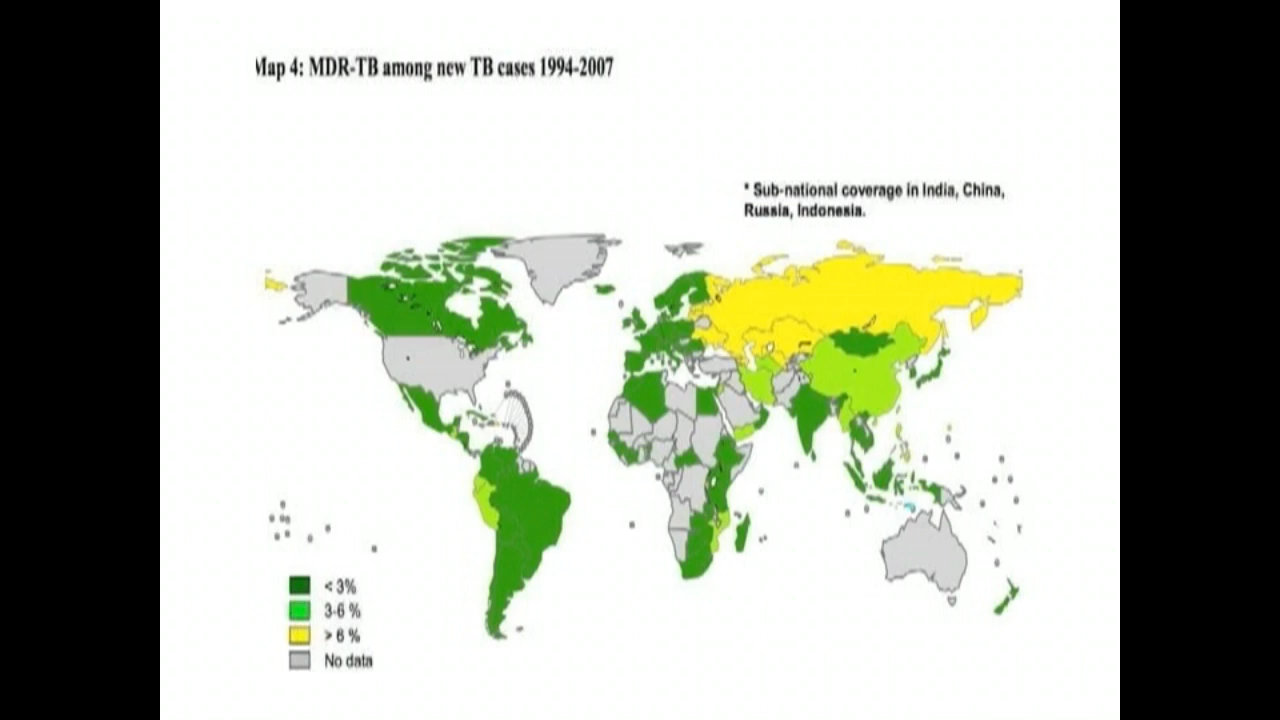 Map 4: MDR-TB among new TB cases 1994-2007
* Sub-national coverage in India, China,
Russia, Indonesia.
< 3%
3-6 %
> 6 %
No data